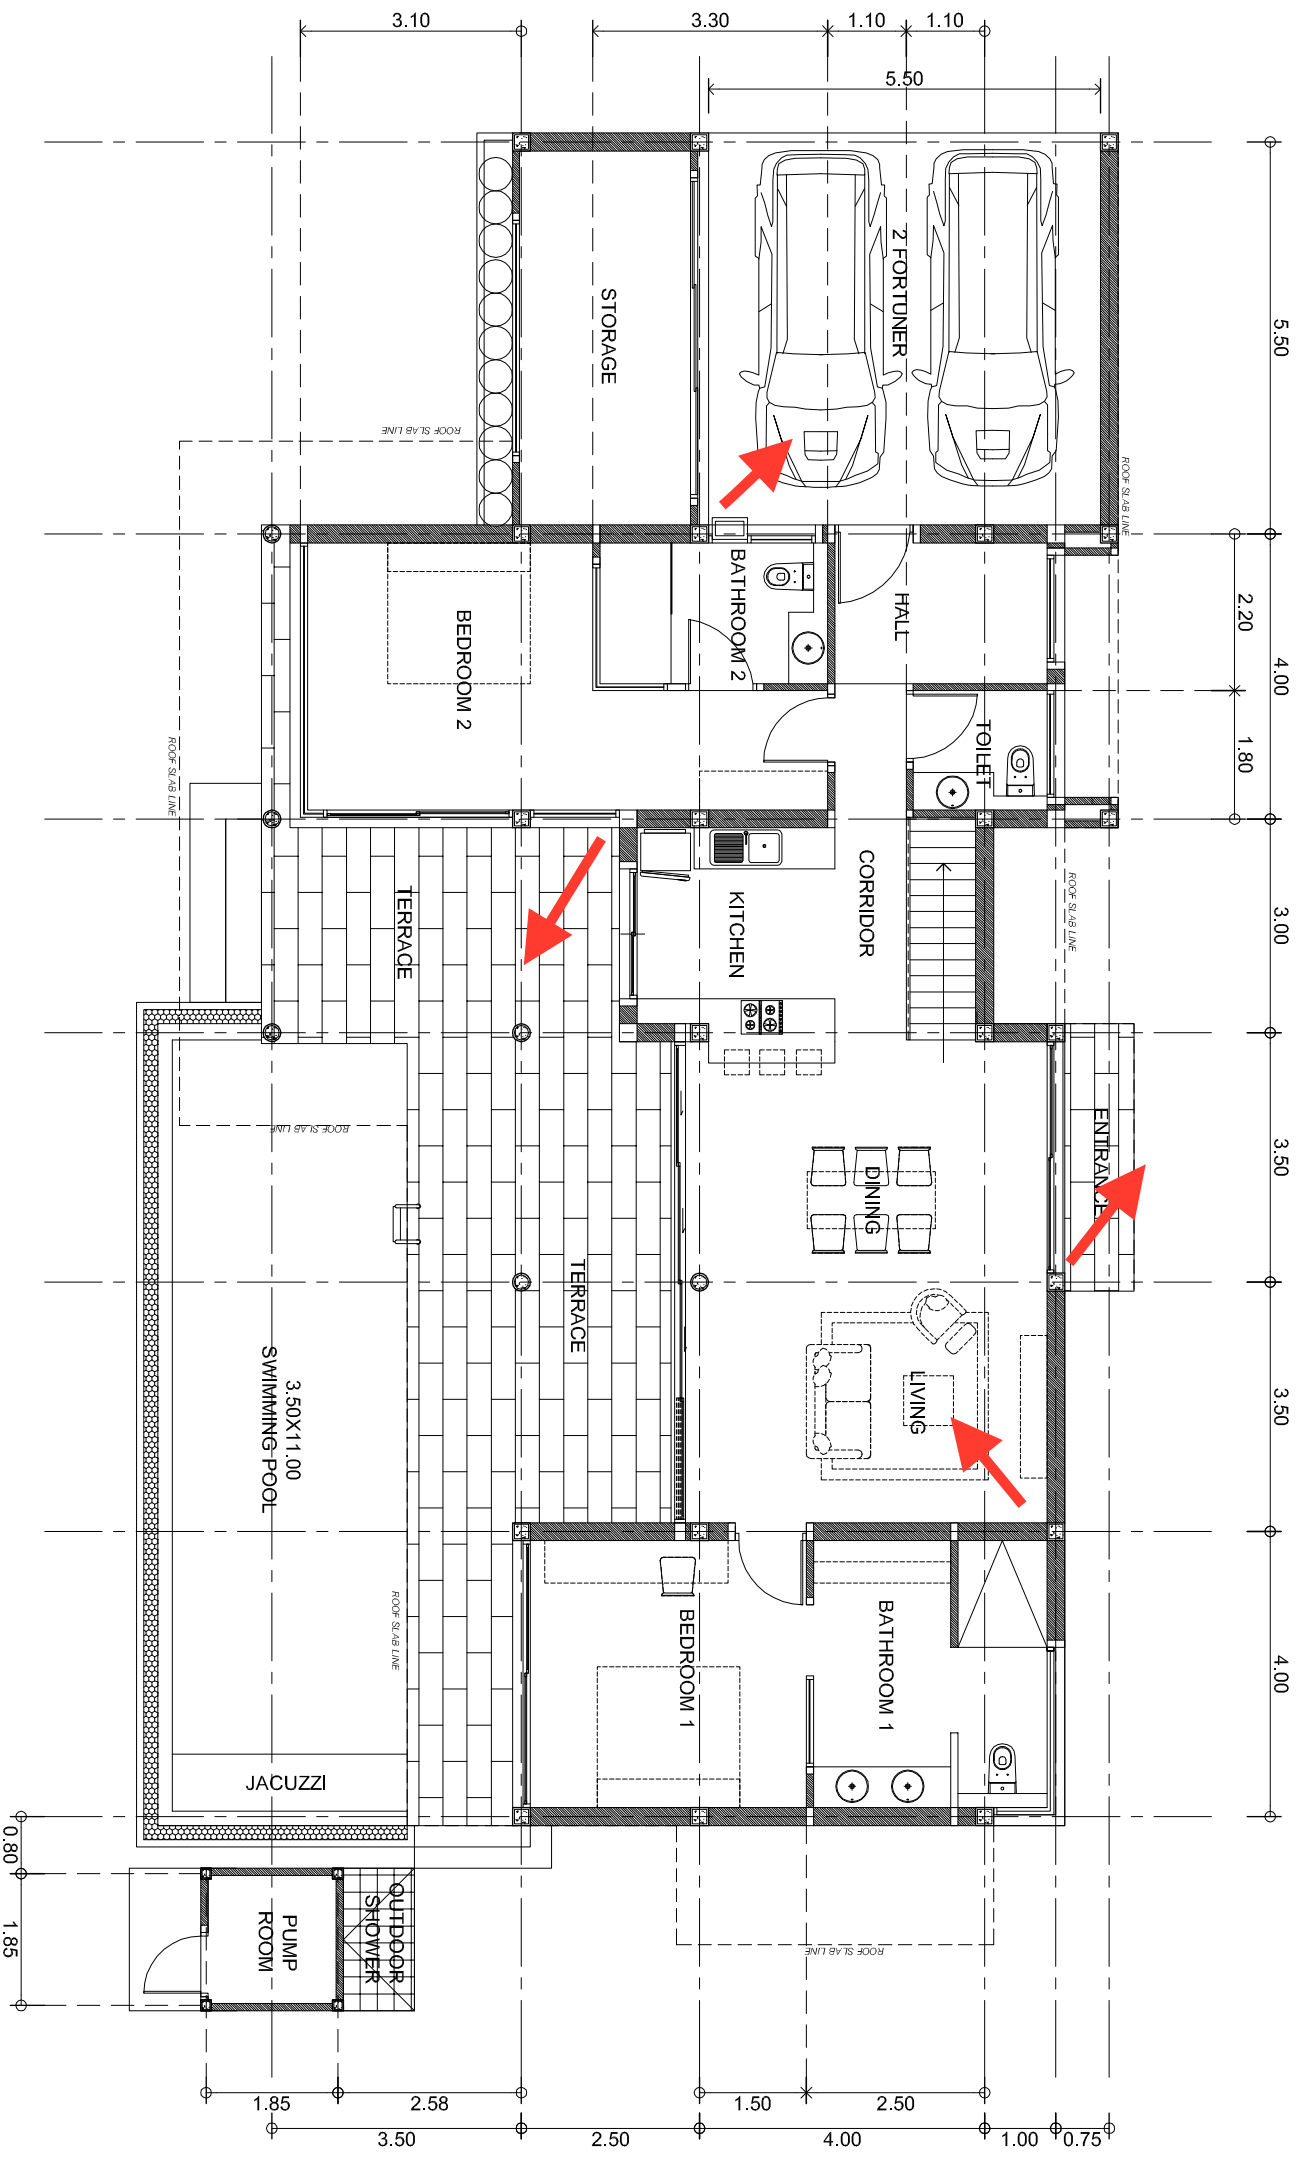 3.10
3.30
1.10
1.10
5.50
5.50
2 FORTUNER
STORAGE
ROOF SLAB LINE
ROOF SLAB LINE
2.20
4.00
1.80
BATHROOM 2
HALL
BEDROOM 2
TOILET
ROOF SLAB LINE
KITCHEN
CORRIDOR
ROOF SLAB LINE
TERRACE
3.00
ROOF SLAB LINE
ENTRANCE
3.50
DINING
TERRACE
3.50X11.00
SWIMMING POOL
LIVING
3.50
ROOF SLAB LINE
BEDROOM 1
BATHROOM 1
4.00
JACUZZI
0.80
1.85
OUTDOOR
SHOWER
PUMP
ROOM
ROOF SLAB LINE
1.85
2.58
1.50
2.50
3.50
2.50
4.00
1.00
0.75